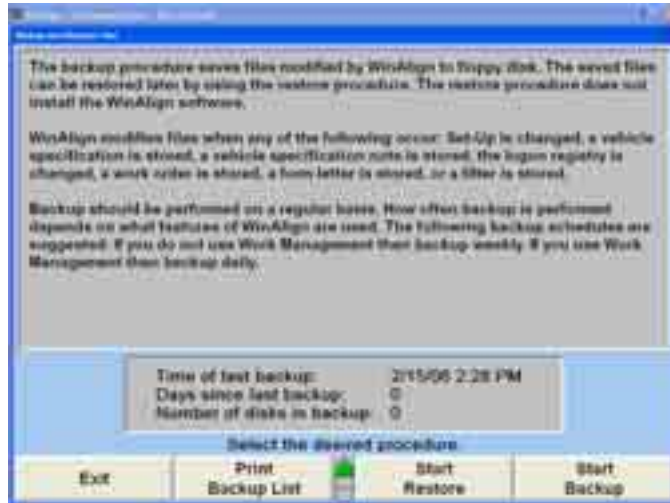 The backup procedure saves files modified by WinAlign to floppy disk. The saved files
can be restored later by using the restore procedure. The restore procedure does not
install the WinAlign software.
WinAlign modifies files when any of the following occur: Set-Up is changed, a vehicle
specification is stored, a vehicle specification note is stored, the logon registry is
changed, a work order is stored, a form letter is stored, or a filter is stored.
Backup should be performed on a regular basis. How often backup is performed
depends on what features of WinAlign are used. The following backup schedules are
suggested: If you do not use Work Management then backup weekly. If you use Work
Management then backup daily.
Time of last backup: 2/15/06 2:28 PM
Days since last backup: 0
Number of disks in backup: 0
Select the desired procedure.
Exit
Print
Backup List
Start
Restore
Start
Backup